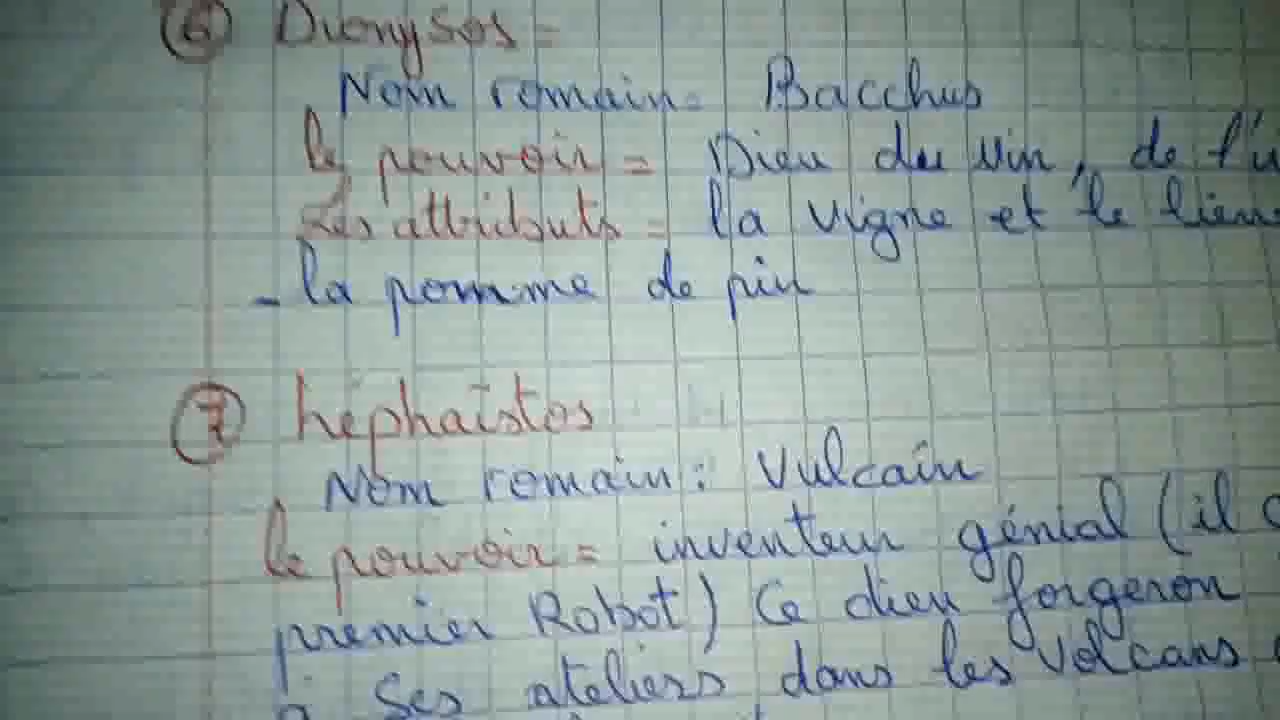 6 Dionysos =
Nom romain = Bacchus
le pouvoir = Dieu du vin, de
Les attributs = la vigne et le
- la pomme de pin
7 héphaïstos
Nom romain : Vulcain
le pouvoir = inventeur génial (il
premier Robot) Ce dieu forgeron
a ses ateliers dans les volcans